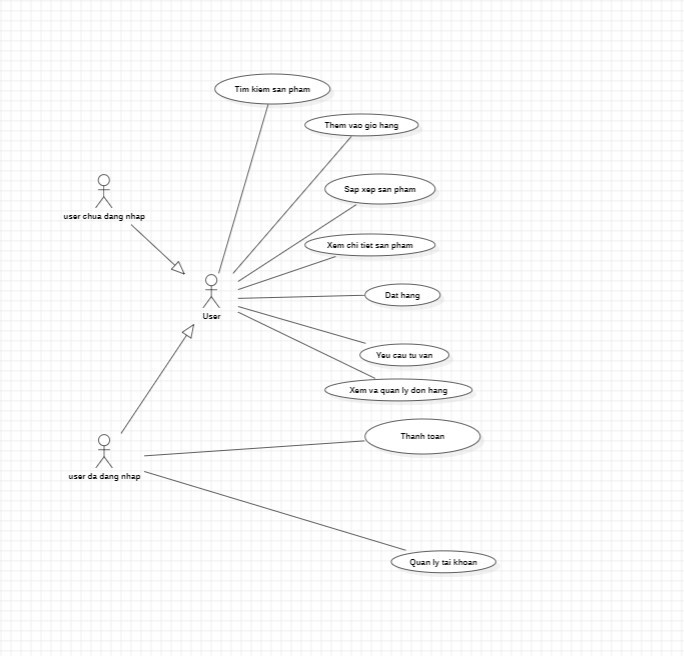 Tim kiem san pham
Them vao gio hang
Sap xep san pham
user chua dang nhap
Xem chi tiet san pham
Dat hang
User
Yeu cau tu van
Xem va quan ly don hang
Thanh toan
user da dang nhap
Quan ly tai khoan